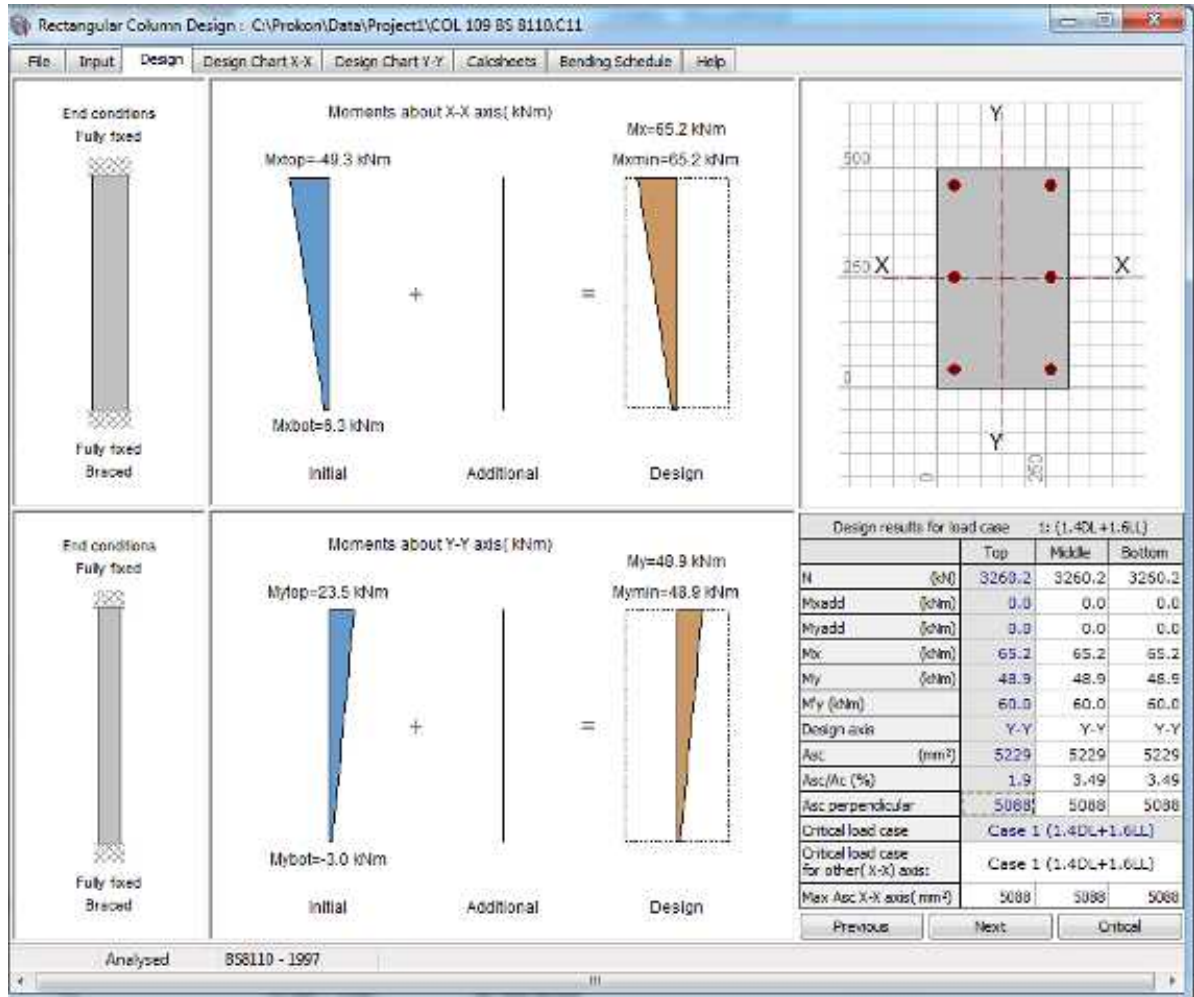 Rectangular Column Design : C:\Prokon\Data\Project1\COL 109 BS 8110.C11
File Input Design Design Chart X-X Design Chart Y-Y Calcsheets Bending Schedule Help
End conditions
Fully fixed
Fully fixed
Braced
Moments about X-X axis( kNm)
Mxtop=-49.3 kNm
Mx=65.2 kNm
Mxmin=65.2 kNm
+
=
Mxbot=6.3 kNm
Initial Additional Design
Y
500
250 X X
0
Y
0 250
End conditions
Fully fixed
Fully fixed
Braced
Moments about Y-Y axis( kNm)
Mytop=23.5 kNm
My=48.9 kNm
Mymin=48.9 kNm
+
=
Mybot=-3.0 kNm
Initial Additional Design
Design results for load case 1: (1.4DL+1.6LL)
Top Middle Bottom
N (kN) 3260.2 3260.2 3260.2
Mxadd (kNm) 0.0 0.0 0.0
Myadd (kNm) 0.0 0.0 0.0
Mx (kNm) 65.2 65.2 65.2
My (kNm) 48.9 48.9 48.9
M'y (kNm) 60.0 60.0 60.0
Design axis Y-Y Y-Y Y-Y
Asc (mm²) 5229 5229 5229
Asc/Ac (%) 1.9 3.49 3.49
Asc perpendicular 5088 5088 5088
Critical load case Case 1 (1.4DL+1.6LL)
Critical load case
for other( X-X) axis: Case 1 (1.4DL+1.6LL)
Max Asc X-X axis( mm²) 5088 5088 5088
Previous Next Critical
Analysed BS8110 - 1997